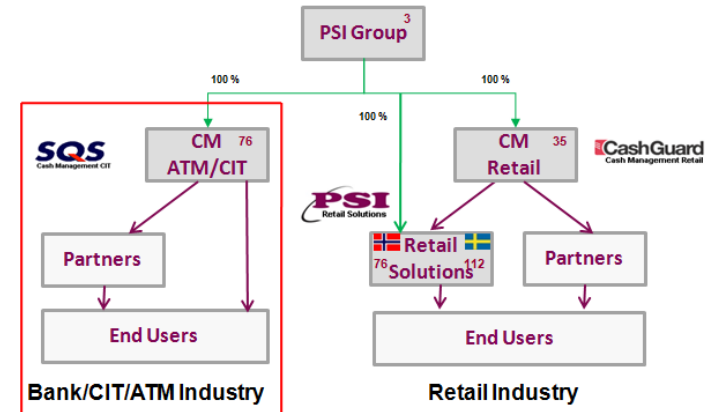 PSI Group 3
100 %
100 %
100 %
SQS
Cash Management CIT
CM 76
ATM/CIT
CM 35
Retail
CashGuard
Cash Management Retail
PSI
Retail Solutions
Partners
Retail
76 Solutions 112
Partners
End Users
End Users
Bank/CIT/ATM Industry
Retail Industry